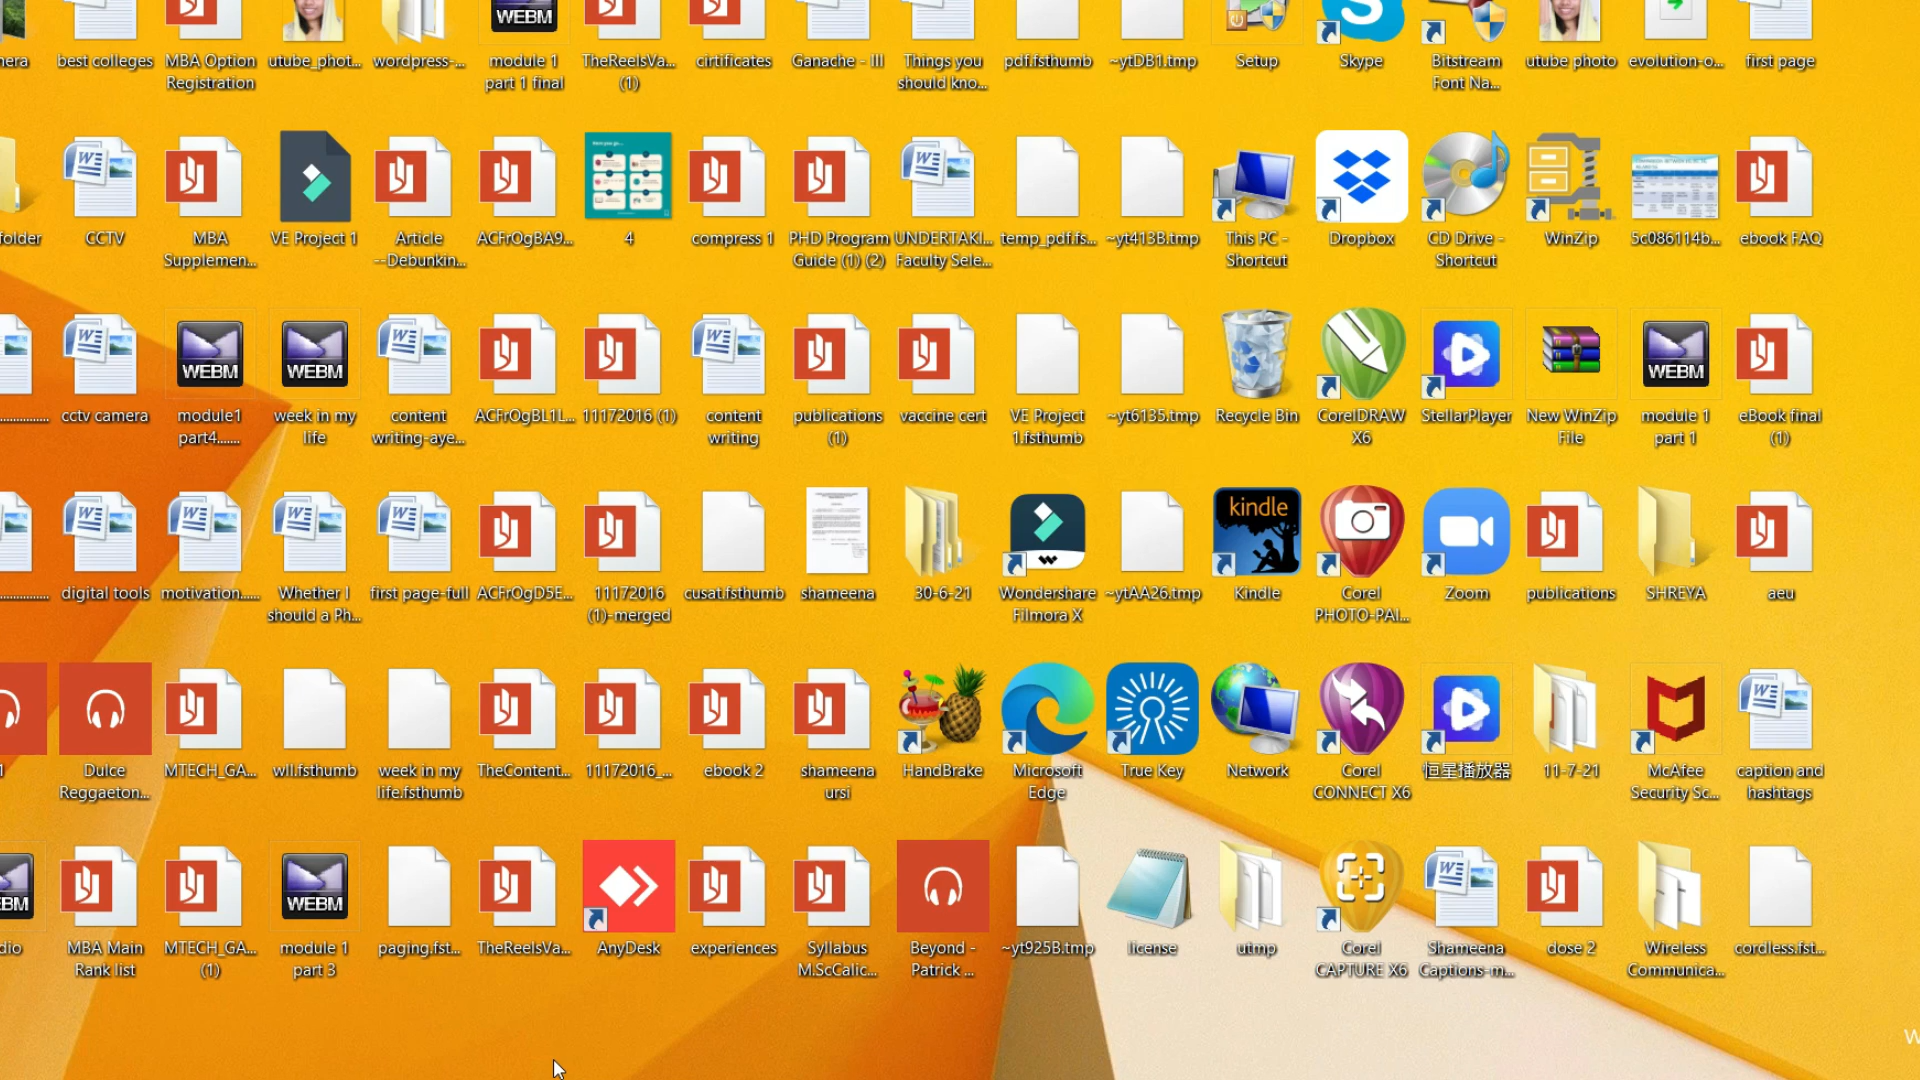 best colleges
MBA Option
Registration
utube_phot...
wordpress-...
WEBM
module 1
part 1 final
TheReelsVa...
(1)
cirtificates
Ganache - III
Things you
should kno...
pdf.fsthumb
~ytDB1.tmp
Setup
Skype
Bitstream
Font Na...
utube photo
evolution-o...
first page
folder
CCTV
MBA
Supplemen...
VE Project 1
Article
--Debunkin...
ACFrOgBA9...
4
compress 1
PHD Program
Guide (1) (2)
UNDERTAKI...
Faculty Sele...
temp_pdf.fs...
~yt413B.tmp
This PC -
Shortcut
Dropbox
CD Drive -
Shortcut
WinZip
5c086114b...
ebook FAQ
cctv camera
WEBM
module1
part4.......
WEBM
week in my
life
content
writing-aye...
ACFrOgBL1L...
11172016 (1)
content
writing
publications
(1)
vaccine cert
VE Project
1.fsthumb
~yt6135.tmp
Recycle Bin
CorelDRAW
X6
StellarPlayer
New WinZip
File
WEBM
module 1
part 1
eBook final
(1)
digital tools
motivation......
Whether I
should a Ph...
first page-full
ACFrOgD5E...
11172016
(1)-merged
cusat.fsthumb
shameena
30-6-21
Wondershare
Filmora X
~ytAA26.tmp
kindle
Kindle
Corel
PHOTO-PAI...
Zoom
publications
SHREYA
aeu
1
Dulce
Reggaeton...
MTECH_GA...
wll.fsthumb
week in my
life.fsthumb
TheContent...
11172016_...
ebook 2
shameena
ursi
HandBrake
Microsoft
Edge
True Key
Network
Corel
CONNECT X6
恒星播放器
11-7-21
McAfee
Security Sc...
caption and
hashtags
MBA Main
Rank list
MTECH_GA...
(1)
WEBM
module 1
part 3
paging.fst...
TheReelsVa...
AnyDesk
experiences
Syllabus
M.ScCalic...
Beyond -
Patrick ...
~yt925B.tmp
license
utmp
Corel
CAPTURE X6
Shameena
Captions-m...
dose 2
Wireless
Communica...
cordless.fst...